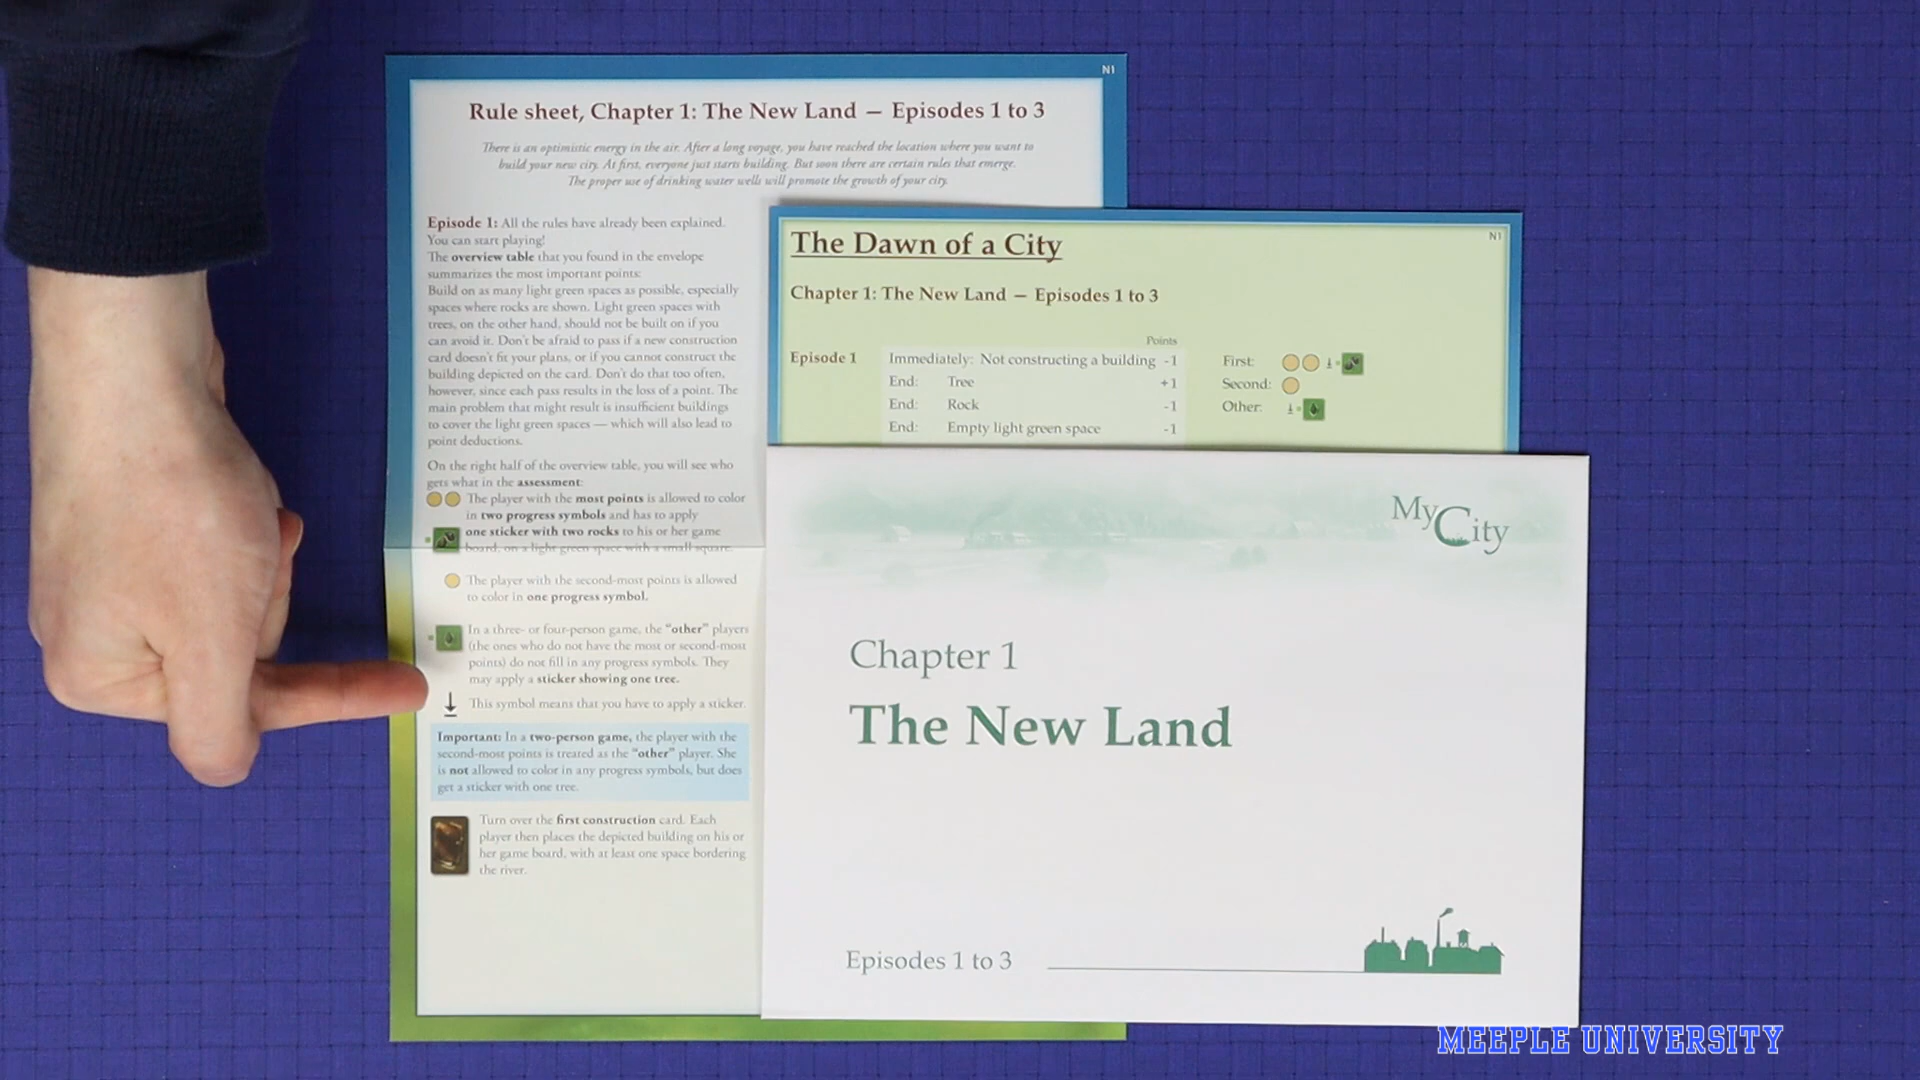 N1
Rule sheet, Chapter 1: The New Land — Episodes 1 to 3
There is an optimistic energy in the air. After a long voyage, you have reached the location where you want to
build your new city. At first, everyone just starts building. But soon there are certain rules that emerge.
The proper use of drinking water wells will promote the growth of your city.
Episode 1: All the rules have already been explained.
You can start playing!
The overview table that you found in the envelope
summarizes the most important points:
Build on as many light green spaces as possible, especially
spaces where rocks are shown. Light green spaces with
trees, on the other hand, should not be built on if you
can avoid it. Don't be afraid to pass if a new construction
card doesn't fit your plans, or if you cannot construct the
building depicted on the card. Don't do that too often,
however, since each pass results in the loss of a point. The
main problem that might result is insufficient buildings
to cover the light green spaces — which will also lead to
point deductions.
On the right half of the overview table, you will see who
gets what in the assessment:
The player with the most points is allowed to color
in two progress symbols and has to apply
one sticker with two rocks to his or her game
board, on a light green space with a small square.
The player with the second-most points is allowed
to color in one progress symbol.
In a three- or four-person game, the "other" players
(the ones who do not have the most or second-most
points) do not fill in any progress symbols. They
may apply a sticker showing one tree.
This symbol means that you have to apply a sticker.
Important: In a two-person game, the player with the
second-most points is treated as the "other" player. She
is not allowed to color in any progress symbols, but does
get a sticker with one tree.
Turn over the first construction card. Each
player then places the depicted building on his or
her game board, with at least one space bordering
the river.
N1
The Dawn of a City
Chapter 1: The New Land — Episodes 1 to 3
Points
Episode 1 Immediately: Not constructing a building -1 First:
End: Tree +1 Second:
End: Rock -1 Other:
End: Empty light green space -1
My City
Chapter 1
The New Land
Episodes 1 to 3
MEEPLE UNIVERSITY